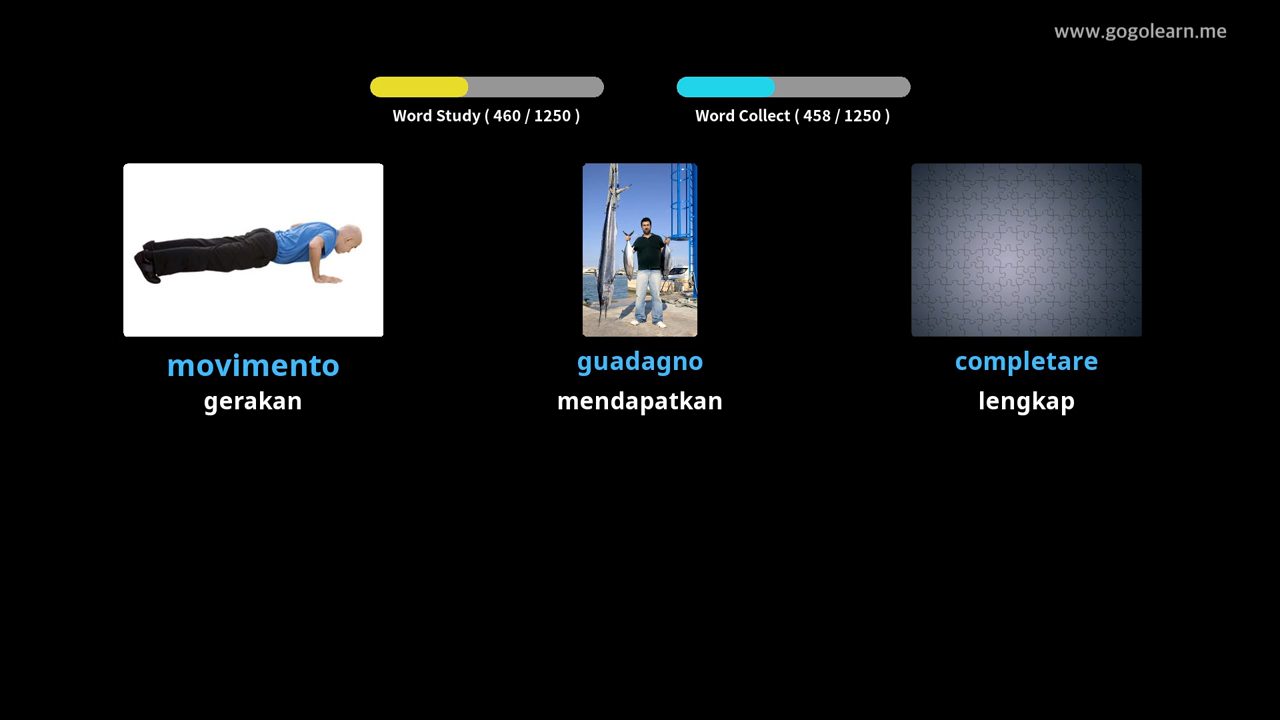 www.gogolearn.me
Word Study ( 460 / 1250 )
Word Collect ( 458 / 1250 )
movimento
gerakan
guadagno
mendapatkan
completare
lengkap